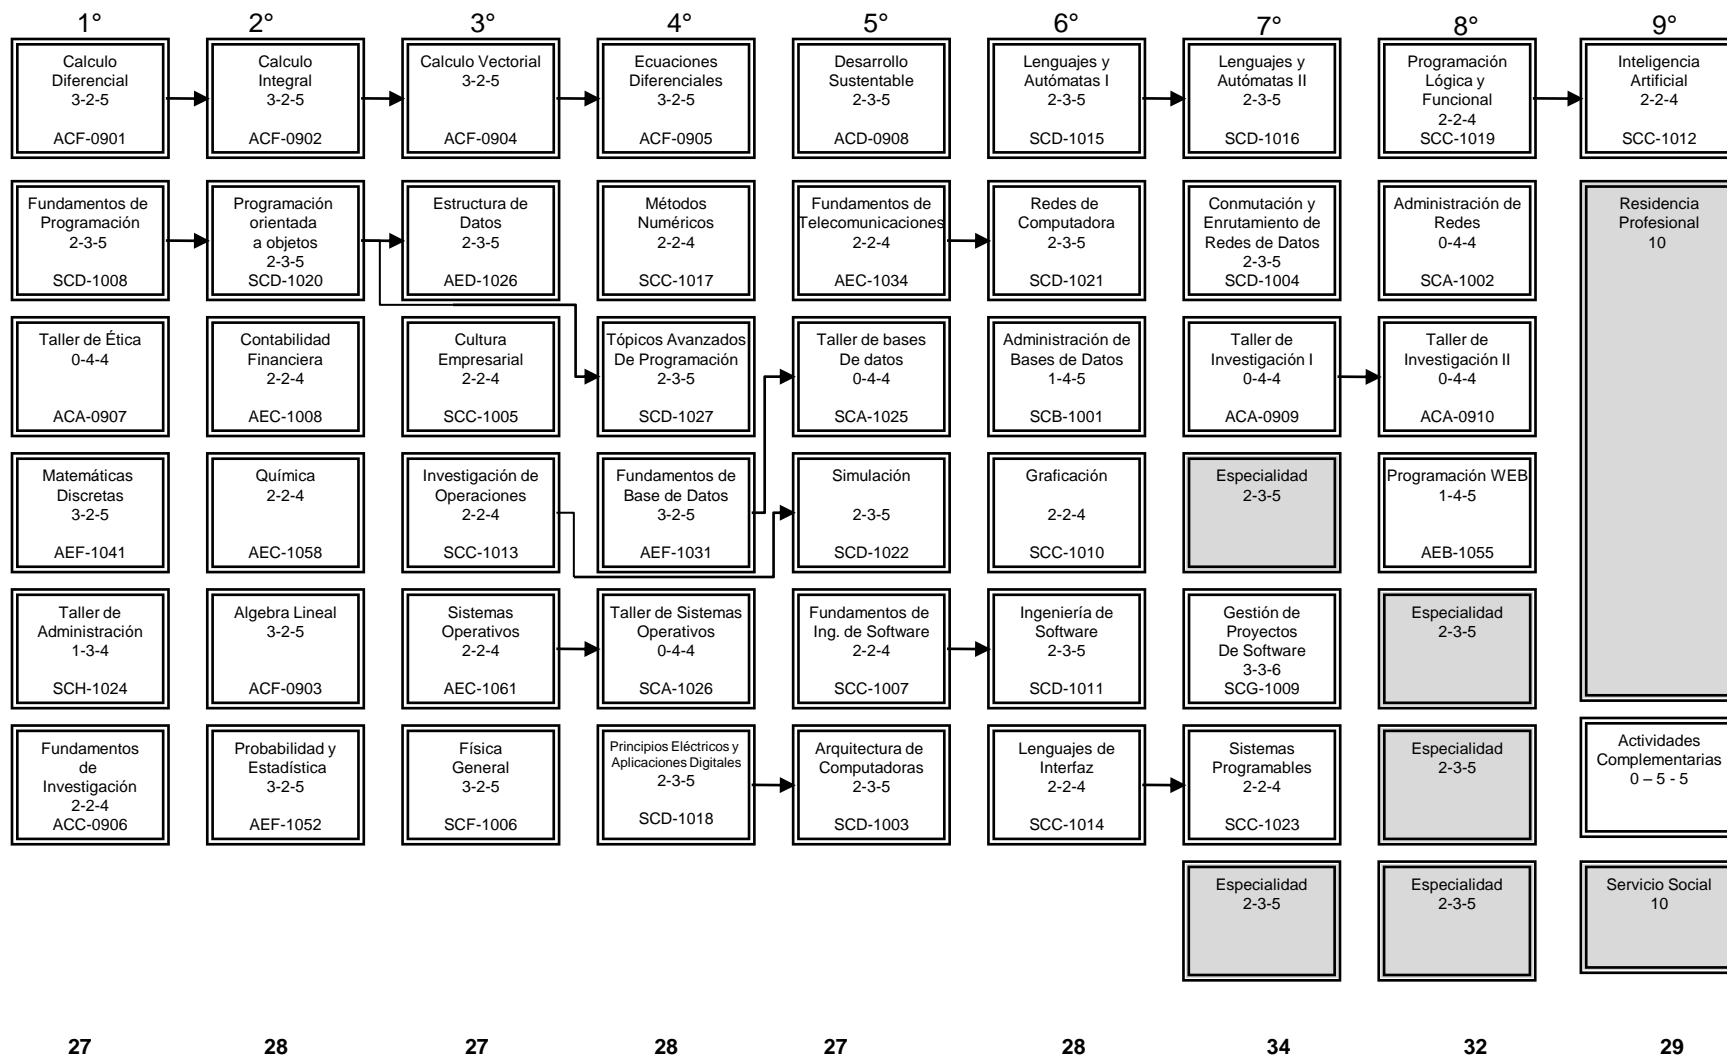 1°
2°
3°
4°
5°
6°
7°
8°
9°
Calculo
Diferencial
3-2-5
ACF-0901
Calculo
Integral
3-2-5
ACF-0902
Calculo Vectorial
3-2-5
ACF-0904
Ecuaciones
Diferenciales
3-2-5
ACF-0905
Desarrollo
Sustentable
2-3-5
ACD-0908
Lenguajes y
Autómatas I
2-3-5
SCD-1015
Lenguajes y
Autómatas II
2-3-5
SCD-1016
Programación
Lógica y
Funcional
2-2-4
SCC-1019
Inteligencia
Artificial
2-2-4
SCC-1012
Fundamentos de
Programación
2-3-5
SCD-1008
Programación
orientada
a objetos
2-3-5
SCD-1020
Estructura de
Datos
2-3-5
AED-1026
Métodos
Numéricos
2-2-4
SCC-1017
Fundamentos de
Telecomunicaciones
2-2-4
AEC-1034
Redes de
Computadora
2-3-5
SCD-1021
Conmutación y
Enrutamiento de
Redes de Datos
2-3-5
SCD-1004
Administración de
Redes
0-4-4
SCA-1002
Residencia
Profesional
10
Taller de Ética
0-4-4
ACA-0907
Contabilidad
Financiera
2-2-4
AEC-1008
Cultura
Empresarial
2-2-4
SCC-1005
Tópicos Avanzados
De Programación
2-3-5
SCD-1027
Taller de bases
De datos
0-4-4
SCA-1025
Administración de
Bases de Datos
1-4-5
SCB-1001
Taller de
Investigación I
0-4-4
ACA-0909
Taller de
Investigación II
0-4-4
ACA-0910
Matemáticas
Discretas
3-2-5
AEF-1041
Química
2-2-4
AEC-1058
Investigación de
Operaciones
2-2-4
SCC-1013
Fundamentos de
Base de Datos
3-2-5
AEF-1031
Simulación
2-3-5
SCD-1022
Graficación
2-2-4
SCC-1010
Especialidad
2-3-5
Programación WEB
1-4-5
AEB-1055
Taller de
Administración
1-3-4
SCH-1024
Algebra Lineal
3-2-5
ACF-0903
Sistemas
Operativos
2-2-4
AEC-1061
Taller de Sistemas
Operativos
0-4-4
SCA-1026
Fundamentos de
Ing. de Software
2-2-4
SCC-1007
Ingeniería de
Software
2-3-5
SCD-1011
Gestión de
Proyectos
De Software
3-3-6
SCG-1009
Especialidad
2-3-5
Fundamentos
de
Investigación
2-2-4
ACC-0906
Probabilidad y
Estadística
3-2-5
AEF-1052
Física
General
3-2-5
SCF-1006
Principios Eléctricos y
Aplicaciones Digitales
2-3-5
SCD-1018
Arquitectura de
Computadoras
2-3-5
SCD-1003
Lenguajes de
Interfaz
2-2-4
SCC-1014
Sistemas
Programables
2-2-4
SCC-1023
Especialidad
2-3-5
Actividades
Complementarias
0 – 5 - 5
Especialidad
2-3-5
Especialidad
2-3-5
Servicio Social
10
27
28
27
28
27
28
34
32
29